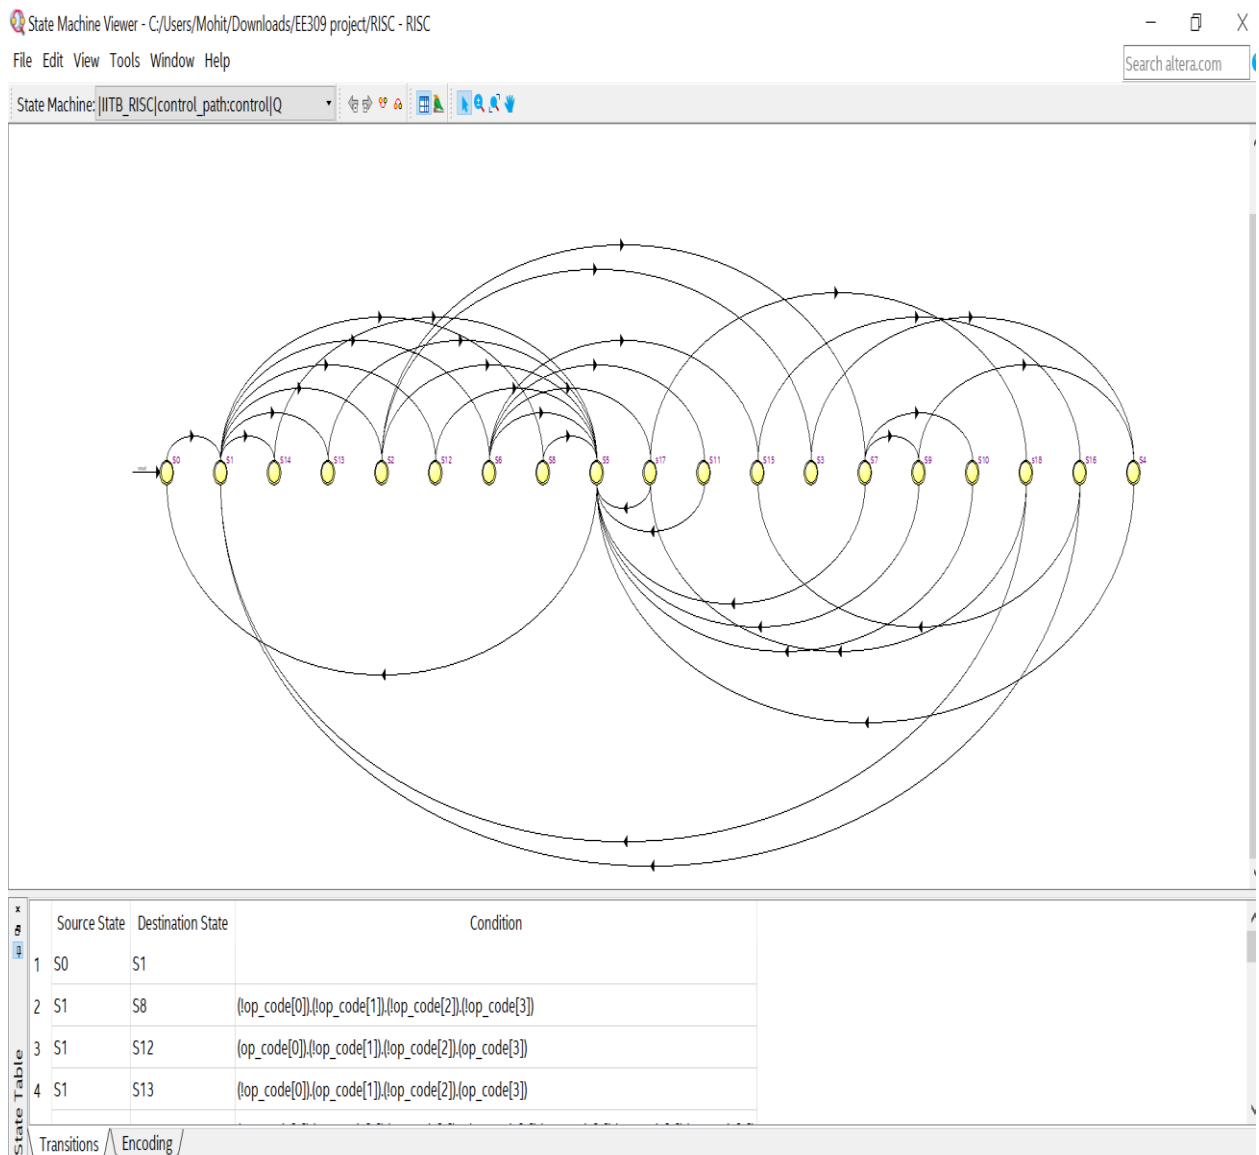 State Machine Viewer - C:/Users/Mohit/Downloads/EE309 project/RISC - RISC
File Edit View Tools Window Help
Search altera.com
State Machine: |IITB_RISC|control_path:control|Q
S0 S1 S14 S13 S2 S12 S6 S8 S5 s17 S11 S15 S3 S7 S9 S10 s18 S16 S4
Source State Destination State Condition
1 S0 S1
2 S1 S8 (!op_code[0]).(!op_code[1]).(!op_code[2]).(!op_code[3])
3 S1 S12 (op_code[0]).(!op_code[1]).(!op_code[2]).(op_code[3])
4 S1 S13 (!op_code[0]).(op_code[1]).(!op_code[2]).(op_code[3])
State Table
Transitions Encoding